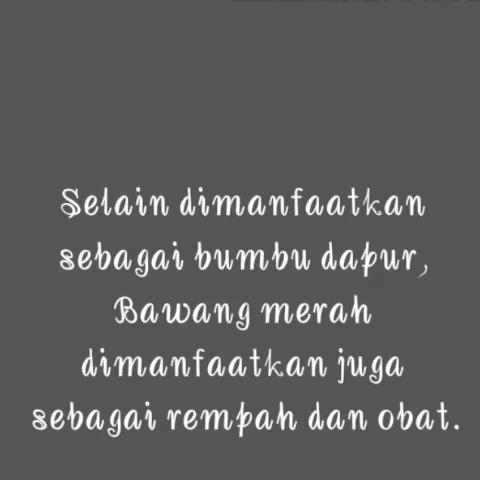 Selain dimanfaatkan
sebagai bumbu dapur,
Bawang merah
dimanfaatkan juga
sebagai rempah dan obat.